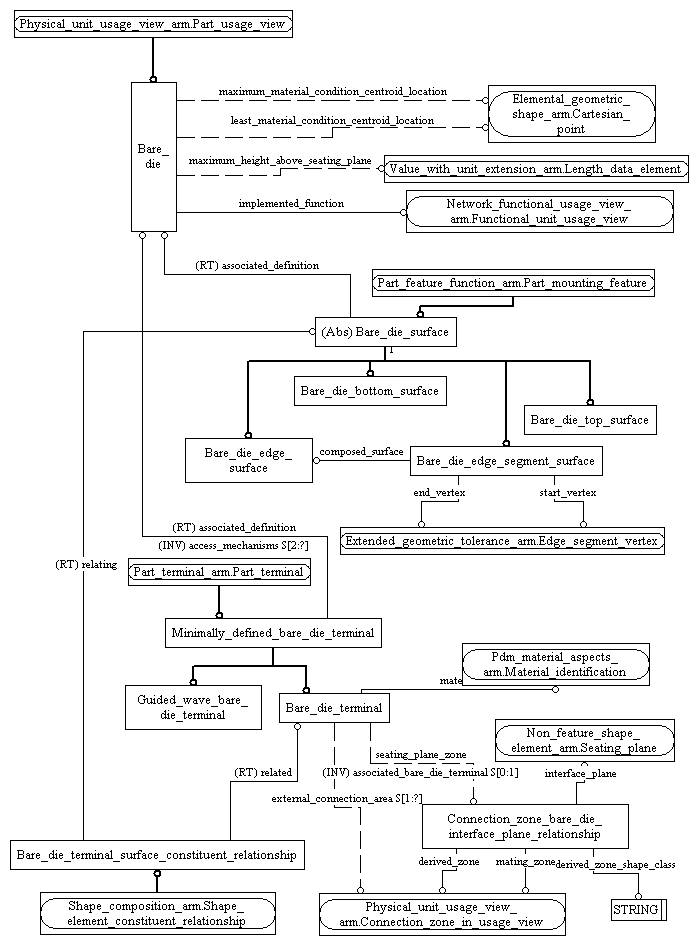 Physical_unit_usage_view_arm.Part_usage_view
maximum_material_condition_centroid_location
Elemental_geometric_
shape_arm.Cartesian_
point
least_material_condition_centroid_location
Bare_
die
maximum_height_above_seating_plane
Value_with_unit_extension_arm.Length_data_element
implemented_function
Network_functional_usage_view_
arm.Functional_unit_usage_view
(RT) associated_definition
Part_feature_function_arm.Part_mounting_feature
(Abs) Bare_die_surface
1
Bare_die_bottom_surface
Bare_die_top_surface
Bare_die_edge_
surface
composed_surface
Bare_die_edge_segment_surface
end_vertex
start_vertex
(RT) associated_definition
Extended_geometric_tolerance_arm.Edge_segment_vertex
(INV) access_mechanisms S[2:?]
(RT) relating
Part_terminal_arm.Part_terminal
Minimally_defined_bare_die_terminal
Pdm_material_aspects_
arm.Material_identification
mate
Guided_wave_bare_
die_terminal
Bare_die_terminal
Non_feature_shape_
element_arm.Seating_plane
seating_plane_zone
(RT) related
(INV) associated_bare_die_terminal S[0:1]
interface_plane
external_connection_area S[1:?]
Connection_zone_bare_die_
interface_plane_relationship
Bare_die_terminal_surface_constituent_relationship
derived_zone
mating_zone
derived_zone_shape_class
Shape_composition_arm.Shape_
element_constituent_relationship
Physical_unit_usage_view_
arm.Connection_zone_in_usage_view
STRING